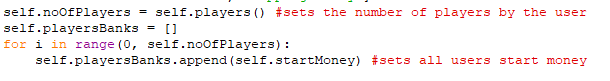 self.noOfPlayers = self.players() #sets the number of players by the user
self.playersBanks = []
for i in range(0, self.noOfPlayers):
    self.playersBanks.append(self.startMoney) #sets all users start money